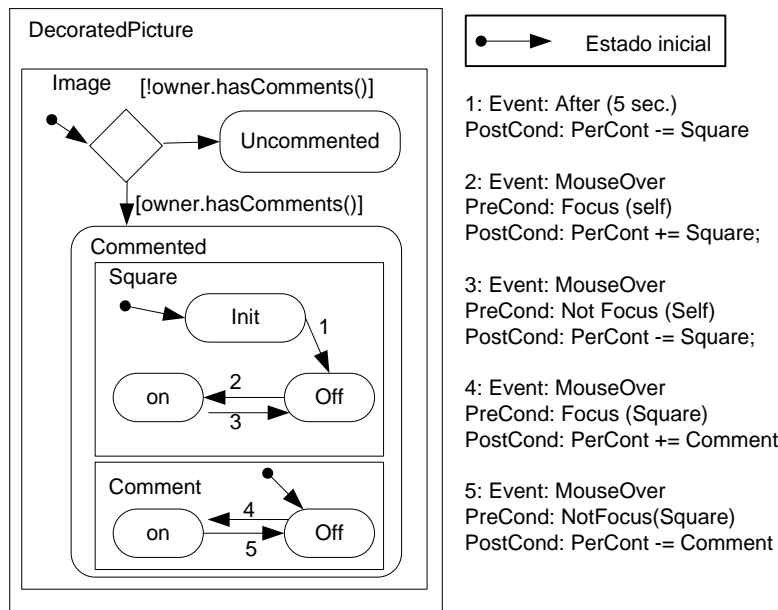 DecoratedPicture
Image
[!owner.hasComments()]
Uncommented
[owner.hasComments()]
Commented
Square
Init
1
on
2
3
Off
Comment
on
4
5
Off
Estado inicial
1: Event: After (5 sec.)
PostCond: PerCont -= Square
2: Event: MouseOver
PreCond: Focus (self)
PostCond: PerCont += Square;
3: Event: MouseOver
PreCond: Not Focus (Self)
PostCond: PerCont -= Square;
4: Event: MouseOver
PreCond: Focus (Square)
PostCond: PerCont += Comment
5: Event: MouseOver
PreCond: NotFocus(Square)
PostCond: PerCont -= Comment